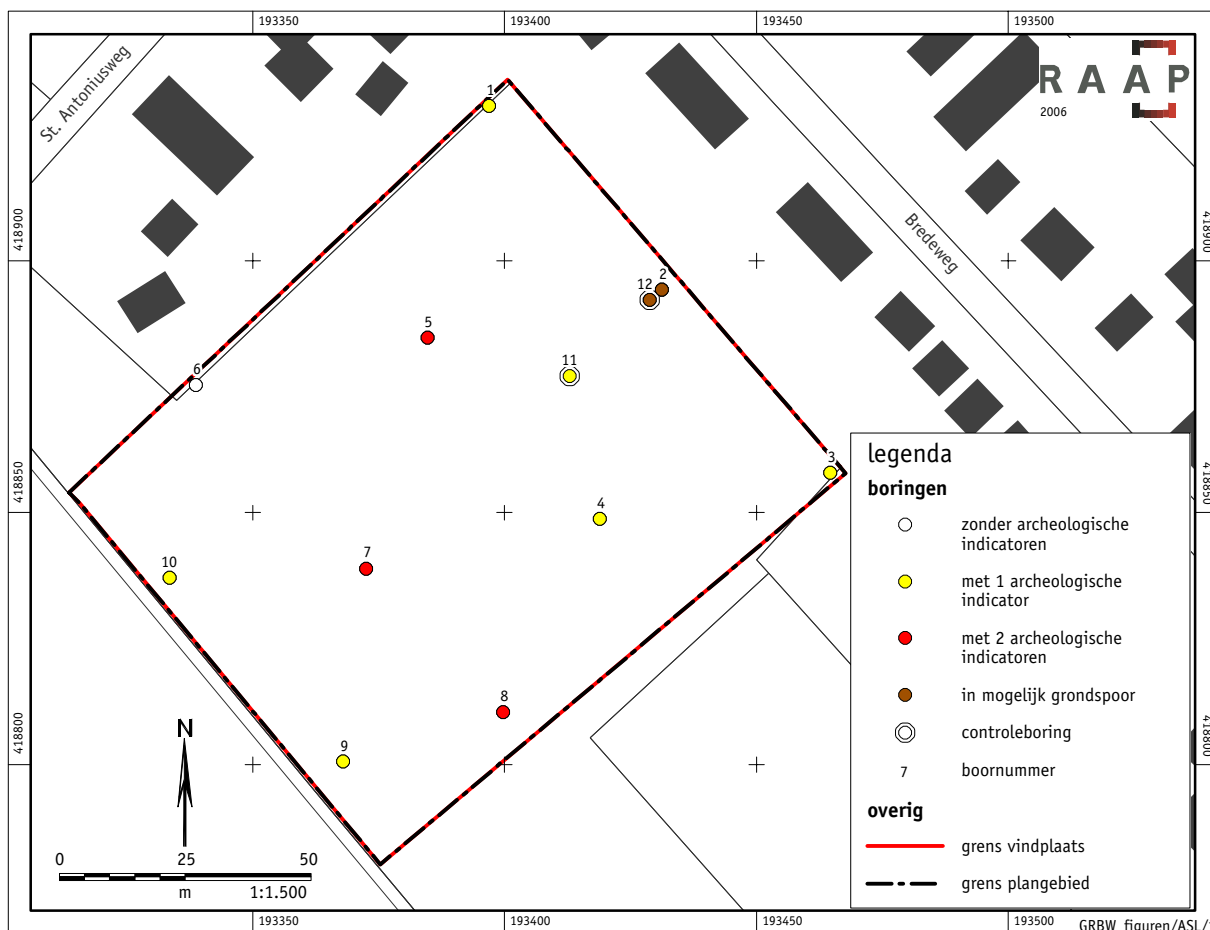 193350
193400
193450
193500
St. Antoniusweg
RAAP
2006
1
418900
418900
Bredeweg
2
12
5
11
6
3
418850
418850
4
10
7
8
9
418800
418800
legenda
boringen
zonder archeologische
indicatoren
met 1 archeologische
indicator
met 2 archeologische
indicatoren
in mogelijk grondspoor
controleboring
7 boornummer
overig
grens vindplaats
grens plangebied
N
0 25 50
m 1:1.500
193350
193400
193450
193500
GRBW_figuren/ASL/